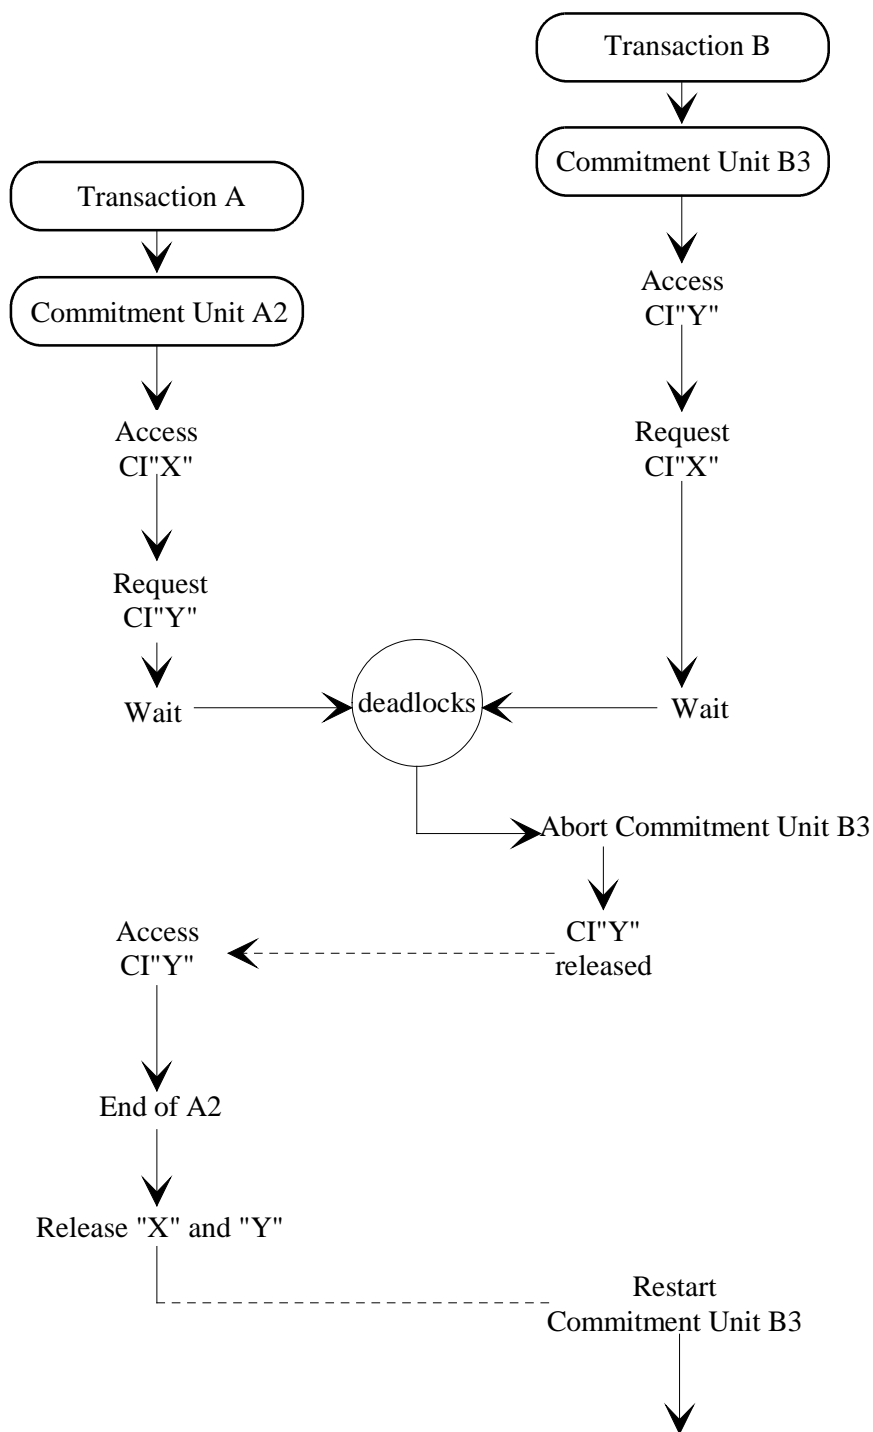 Transaction B
Commitment Unit B3
Transaction A
Access
CI"Y"
Commitment Unit A2
Access
CI"X"
Request
CI"X"
Request
CI"Y"
Wait
deadlocks
Wait
Abort Commitment Unit B3
Access
CI"Y"
CI"Y"
released
End of A2
Release "X" and "Y"
Restart
Commitment Unit B3